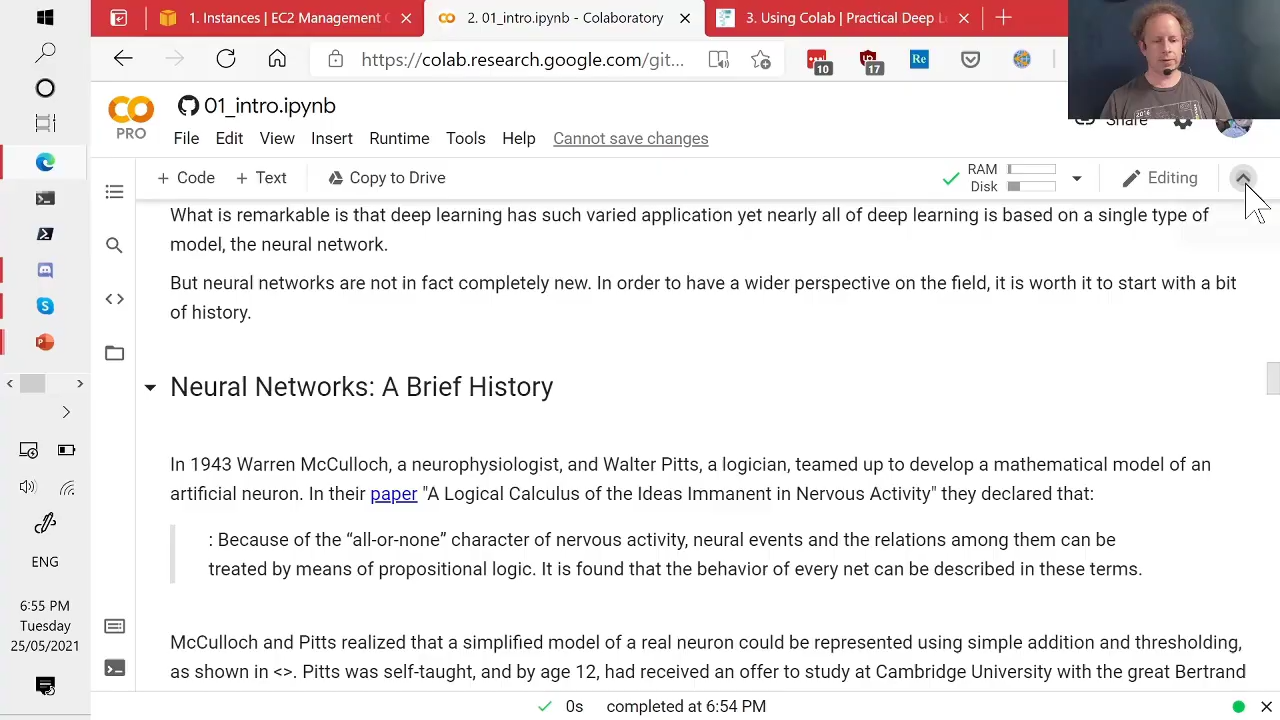 1. Instances | EC2 Management C
2. 01_intro.ipynb - Colaboratory
3. Using Colab | Practical Deep L
https://colab.research.google.com/git...
10
17
Re
PRO
01_intro.ipynb
Share
File Edit View Insert Runtime Tools Help Cannot save changes
+ Code + Text Copy to Drive
RAM
Disk
Editing
What is remarkable is that deep learning has such varied application yet nearly all of deep learning is based on a single type of
model, the neural network.
But neural networks are not in fact completely new. In order to have a wider perspective on the field, it is worth it to start with a bit
of history.
Neural Networks: A Brief History
In 1943 Warren McCulloch, a neurophysiologist, and Walter Pitts, a logician, teamed up to develop a mathematical model of an
artificial neuron. In their paper "A Logical Calculus of the Ideas Immanent in Nervous Activity" they declared that:
: Because of the “all-or-none” character of nervous activity, neural events and the relations among them can be
treated by means of propositional logic. It is found that the behavior of every net can be described in these terms.
McCulloch and Pitts realized that a simplified model of a real neuron could be represented using simple addition and thresholding,
as shown in <>. Pitts was self-taught, and by age 12, had received an offer to study at Cambridge University with the great Bertrand
0s completed at 6:54 PM
ENG
6:55 PM
Tuesday
25/05/2021